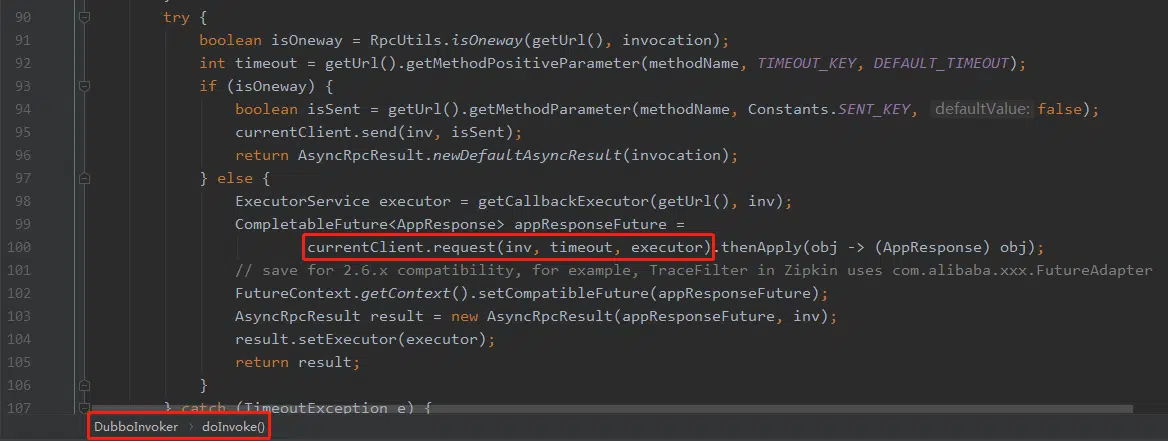 90 try {
91 boolean isOneway = RpcUtils.isOneway(getUrl(), invocation);
92 int timeout = getUrl().getMethodPositiveParameter(methodName, TIMEOUT_KEY, DEFAULT_TIMEOUT);
93 if (isOneway) {
94 boolean isSent = getUrl().getMethodParameter(methodName, Constants.SENT_KEY, defaultValue: false);
95 currentClient.send(inv, isSent);
96 return AsyncRpcResult.newDefaultAsyncResult(invocation);
97 } else {
98 ExecutorService executor = getCallbackExecutor(getUrl(), inv);
99 CompletableFuture<AppResponse> appResponseFuture =
100 currentClient.request(inv, timeout, executor).thenApply(obj -> (AppResponse) obj);
101 // save for 2.6.x compatibility, for example, TraceFilter in Zipkin uses com.alibaba.xxx.FutureAdapter
102 FutureContext.getContext().setCompatibleFuture(appResponseFuture);
103 AsyncRpcResult result = new AsyncRpcResult(appResponseFuture, inv);
104 result.setExecutor(executor);
105 return result;
106 }
107 } catch (TimeoutException e) {
DubboInvoker › doInvoke()